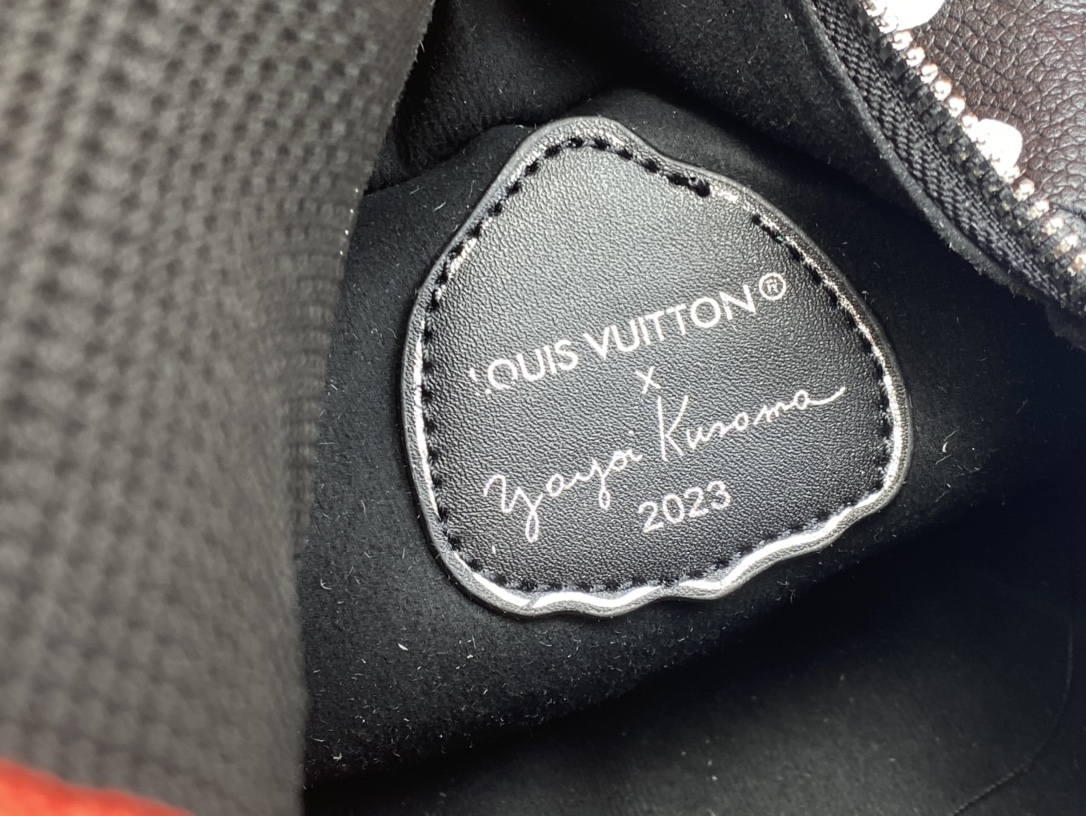 LOUIS VUITTON®
x
Yayoi Kusama
2023